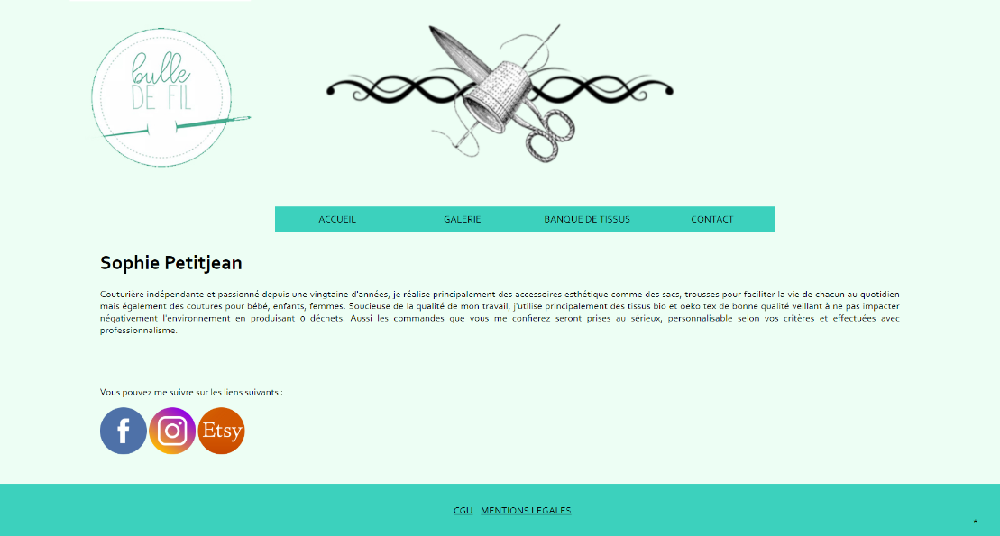 bulle
DE FIL
ACCUEIL GALERIE BANQUE DE TISSUS CONTACT
Sophie Petitjean
Couturière indépendante et passionné depuis une vingtaine d'années, je réalise principalement des accessoires esthétique comme des sacs, trousses pour faciliter la vie de chacun au quotidien
mais également des coutures pour bébé, enfants, femmes. Soucieuse de la qualité de mon travail, j'utilise principalement des tissus bio et oeko tex de bonne qualité veillant à ne pas impacter
négativement l'environnement en produisant 0 déchets. Aussi les commandes que vous me confierez seront prises au sérieux, personnalisable selon vos critères et effectuées avec
professionnalisme.
Vous pouvez me suivre sur les liens suivants :
f Etsy
CGU MENTIONS LEGALES
*